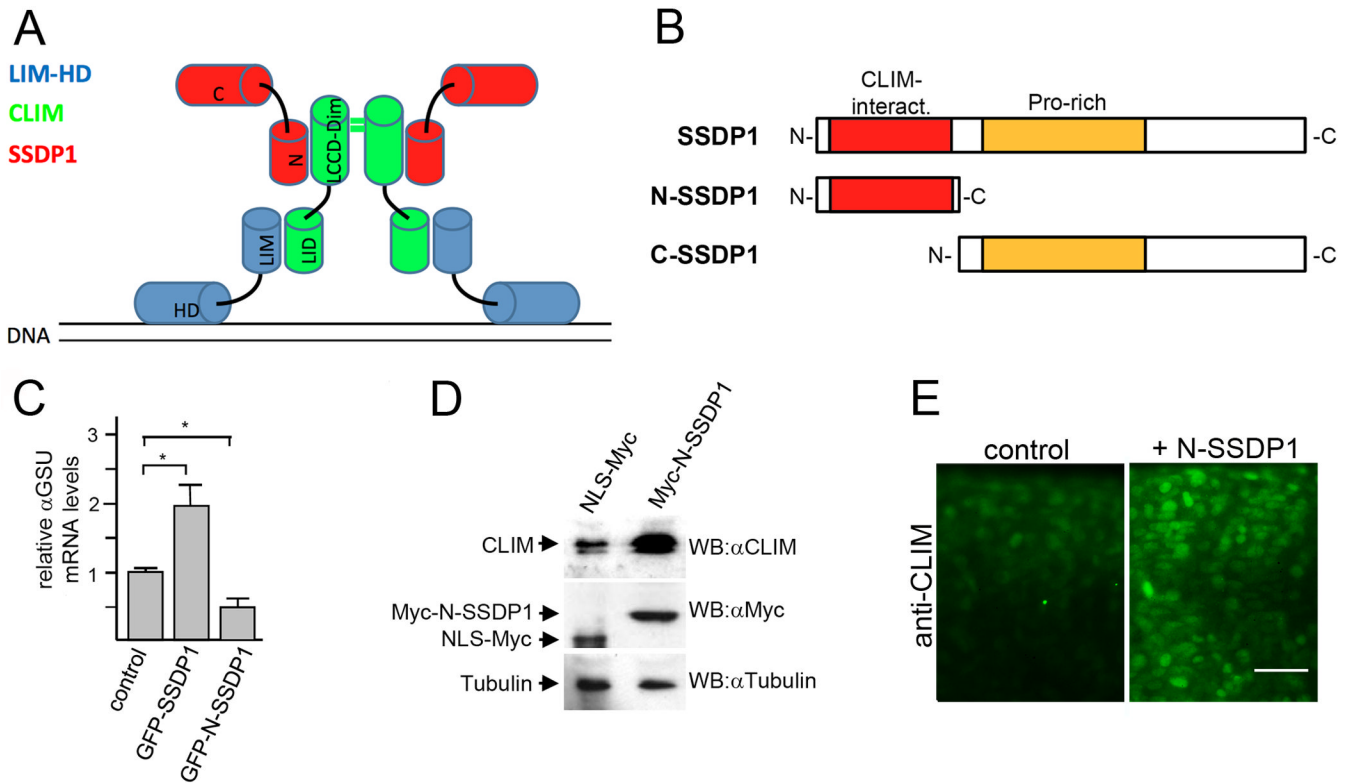 A
LIM-HD
CLIM
SSDP1
C
N
LCCD-Dim
LIM
LID
HD
DNA
B
CLIM-
interact.
Pro-rich
SSDP1
N-
-C
N-SSDP1
N-
-C
C-SSDP1
N-
-C
C
relative αGSU
mRNA levels
3
2
1
*
*
control
GFP-SSDP1
GFP-N-SSDP1
D
NLS-Myc
Myc-N-SSDP1
CLIM
WB:αCLIM
Myc-N-SSDP1
WB:αMyc
NLS-Myc
Tubulin
WB:αTubulin
E
control
+ N-SSDP1
anti-CLIM